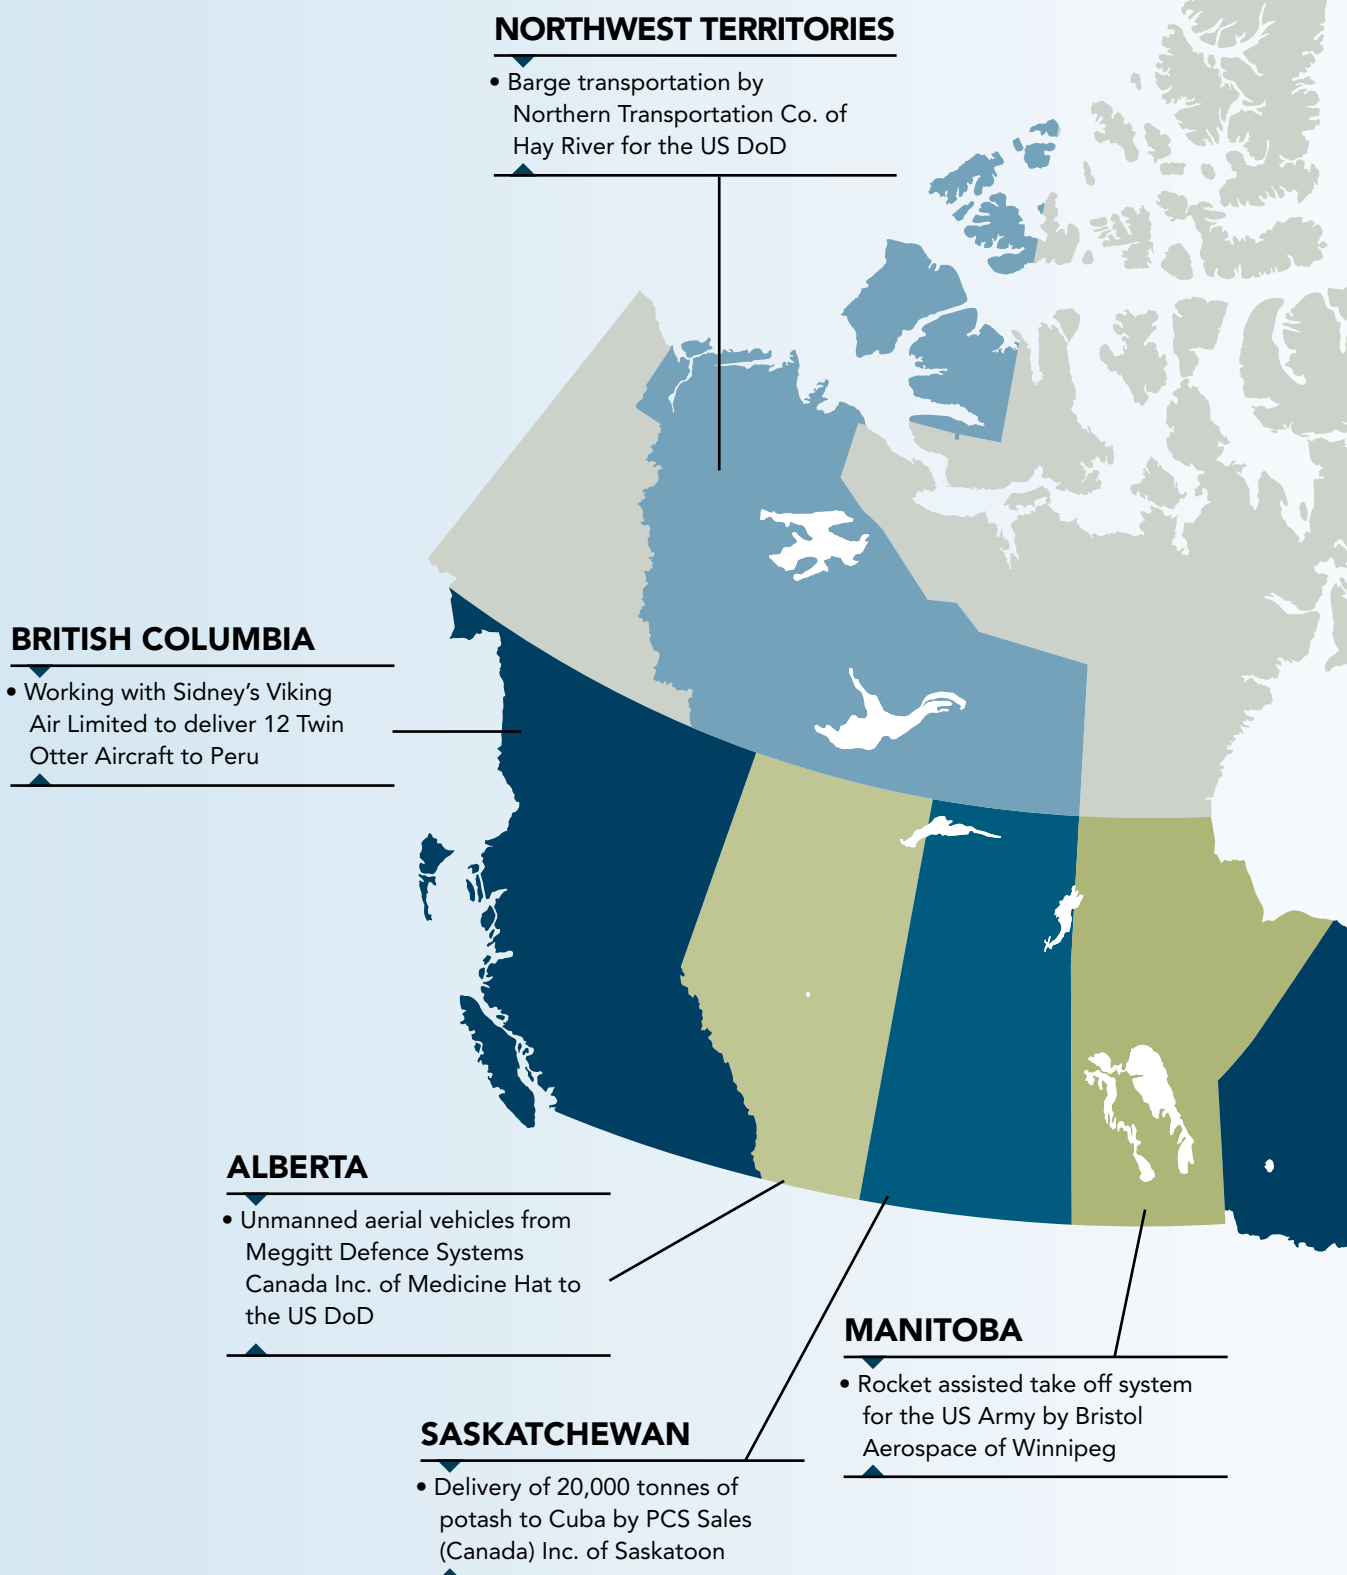 NORTHWEST TERRITORIES
• Barge transportation by
Northern Transportation Co. of
Hay River for the US DoD
BRITISH COLUMBIA
• Working with Sidney’s Viking
Air Limited to deliver 12 Twin
Otter Aircraft to Peru
ALBERTA
• Unmanned aerial vehicles from
Meggitt Defence Systems
Canada Inc. of Medicine Hat to
the US DoD
MANITOBA
• Rocket assisted take off system
for the US Army by Bristol
Aerospace of Winnipeg
SASKATCHEWAN
• Delivery of 20,000 tonnes of
potash to Cuba by PCS Sales
(Canada) Inc. of Saskatoon